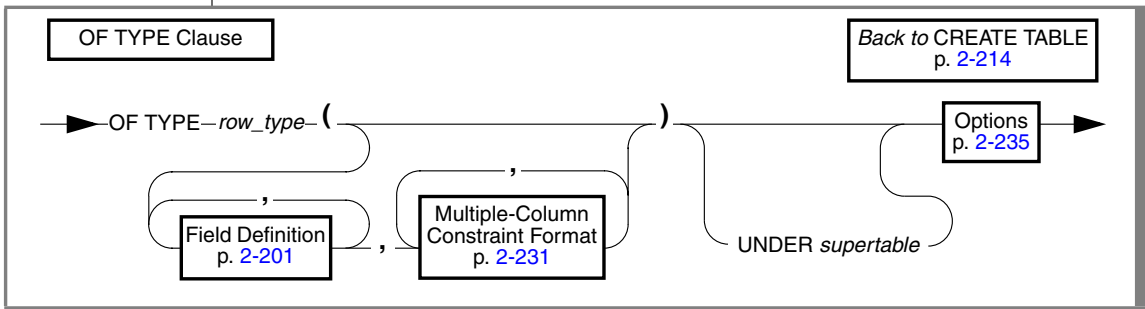 OF TYPE Clause
Back to CREATE TABLE
p. 2-214
OF TYPE row_type ( )
Options
p. 2-235
,
,
Field Definition
p. 2-201
,
Multiple-Column
Constraint Format
p. 2-231
UNDER supertable